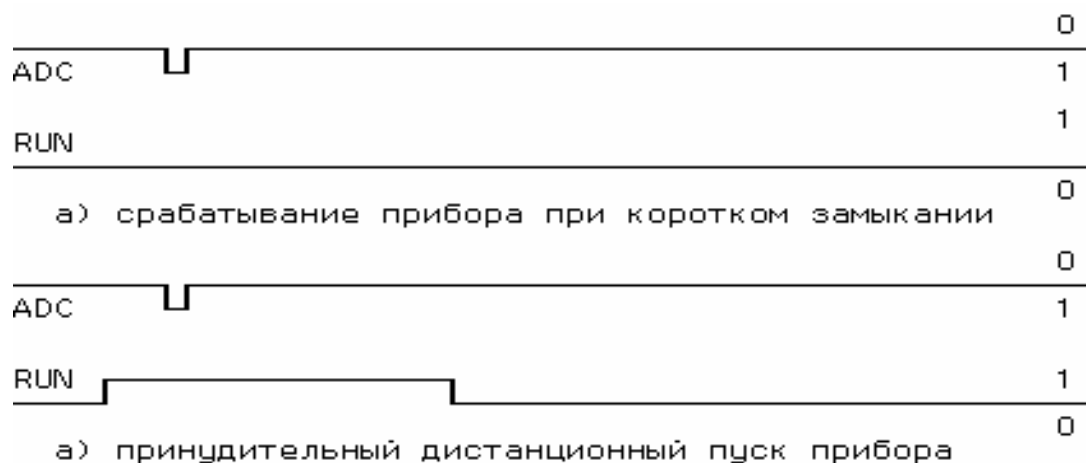 0
ADC 1
1
RUN
0
а) срабатывание прибора при коротком замыкании
0
ADC 1
RUN 1
0
а) принудительный дистанционный пуск прибора